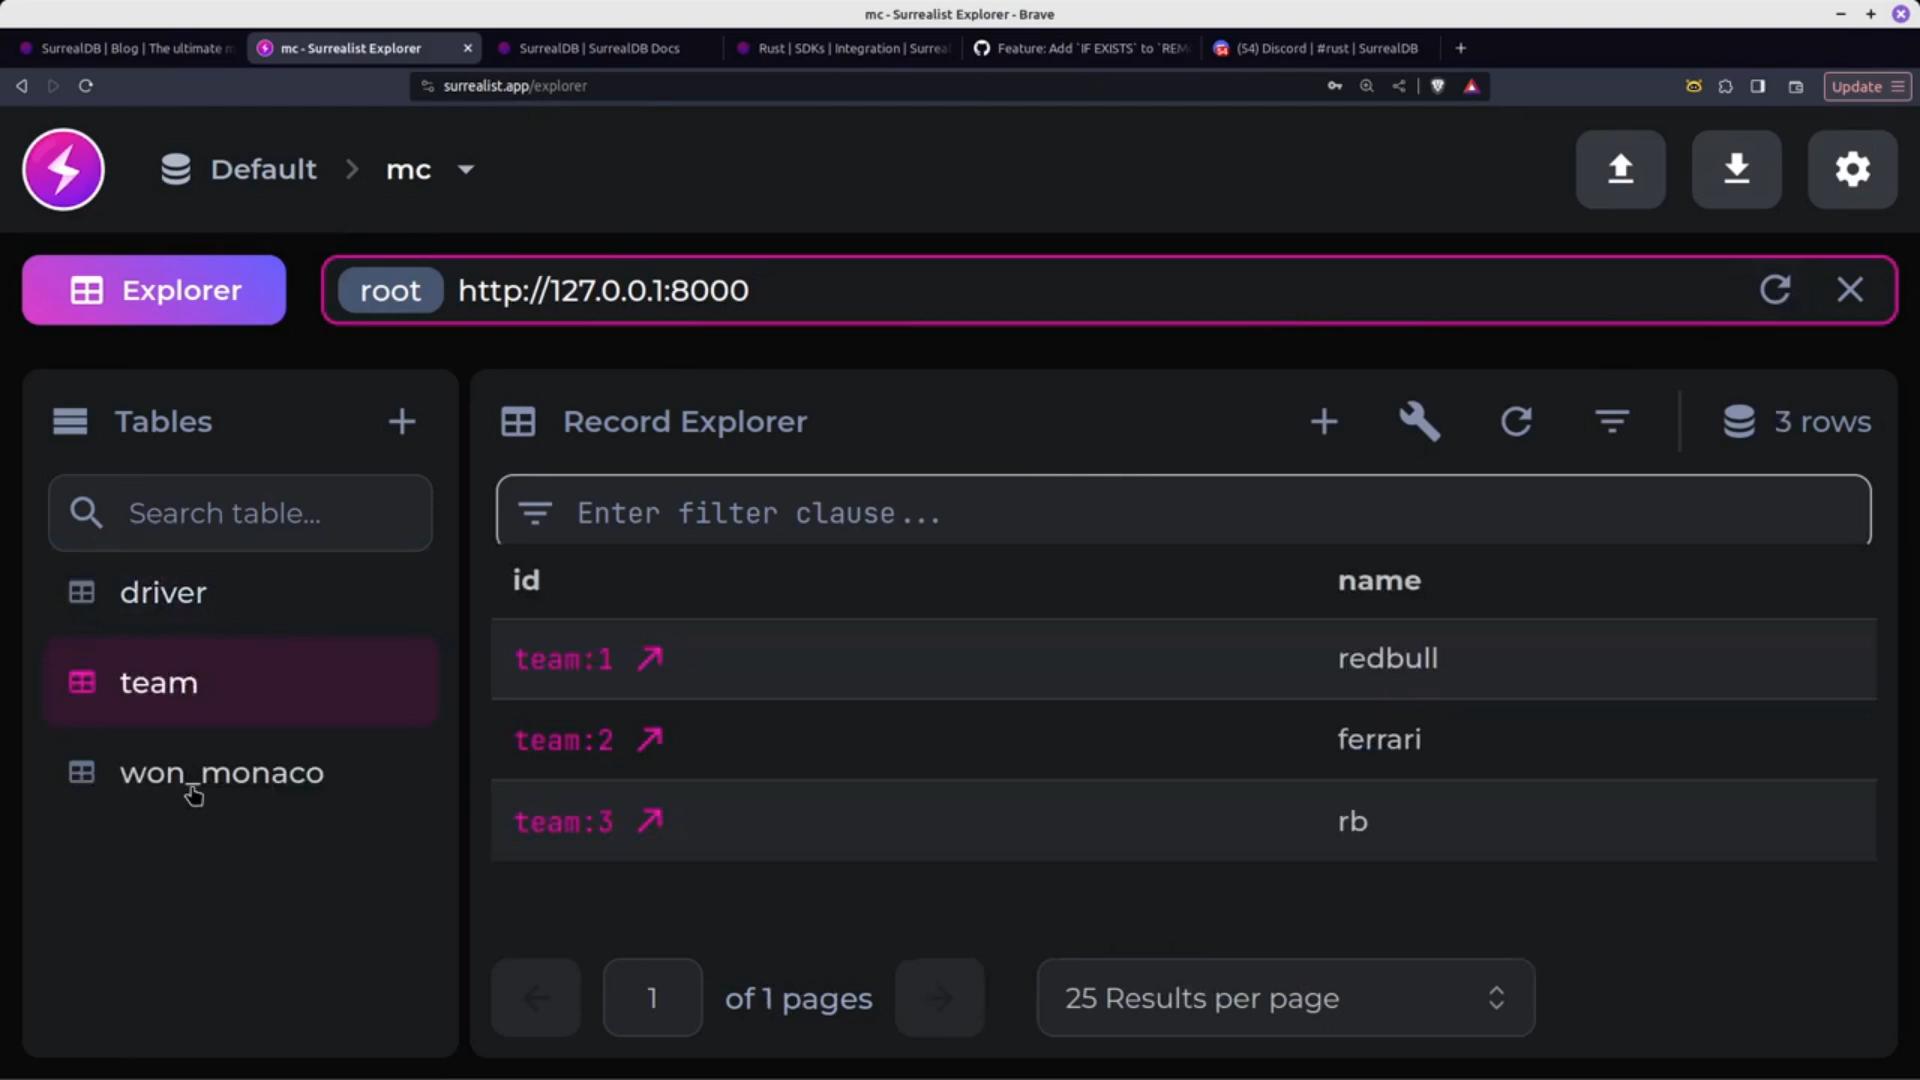 mc - Surrealist Explorer - Brave
SurrealDB | Blog | The ultimate m
mc - Surrealist Explorer
SurrealDB | SurrealDB Docs
Rust | SDKs | Integration | Surreal
Feature: Add `IF EXISTS` to `REM
(54) Discord | #rust | SurrealDB
surrealist.app/explorer
Update
Default
mc
Explorer
root
http://127.0.0.1:8000
Tables
Record Explorer
3 rows
Search table...
Enter filter clause...
driver
team
won_monaco
id
name
team:1
redbull
team:2
ferrari
team:3
rb
1
of 1 pages
25 Results per page